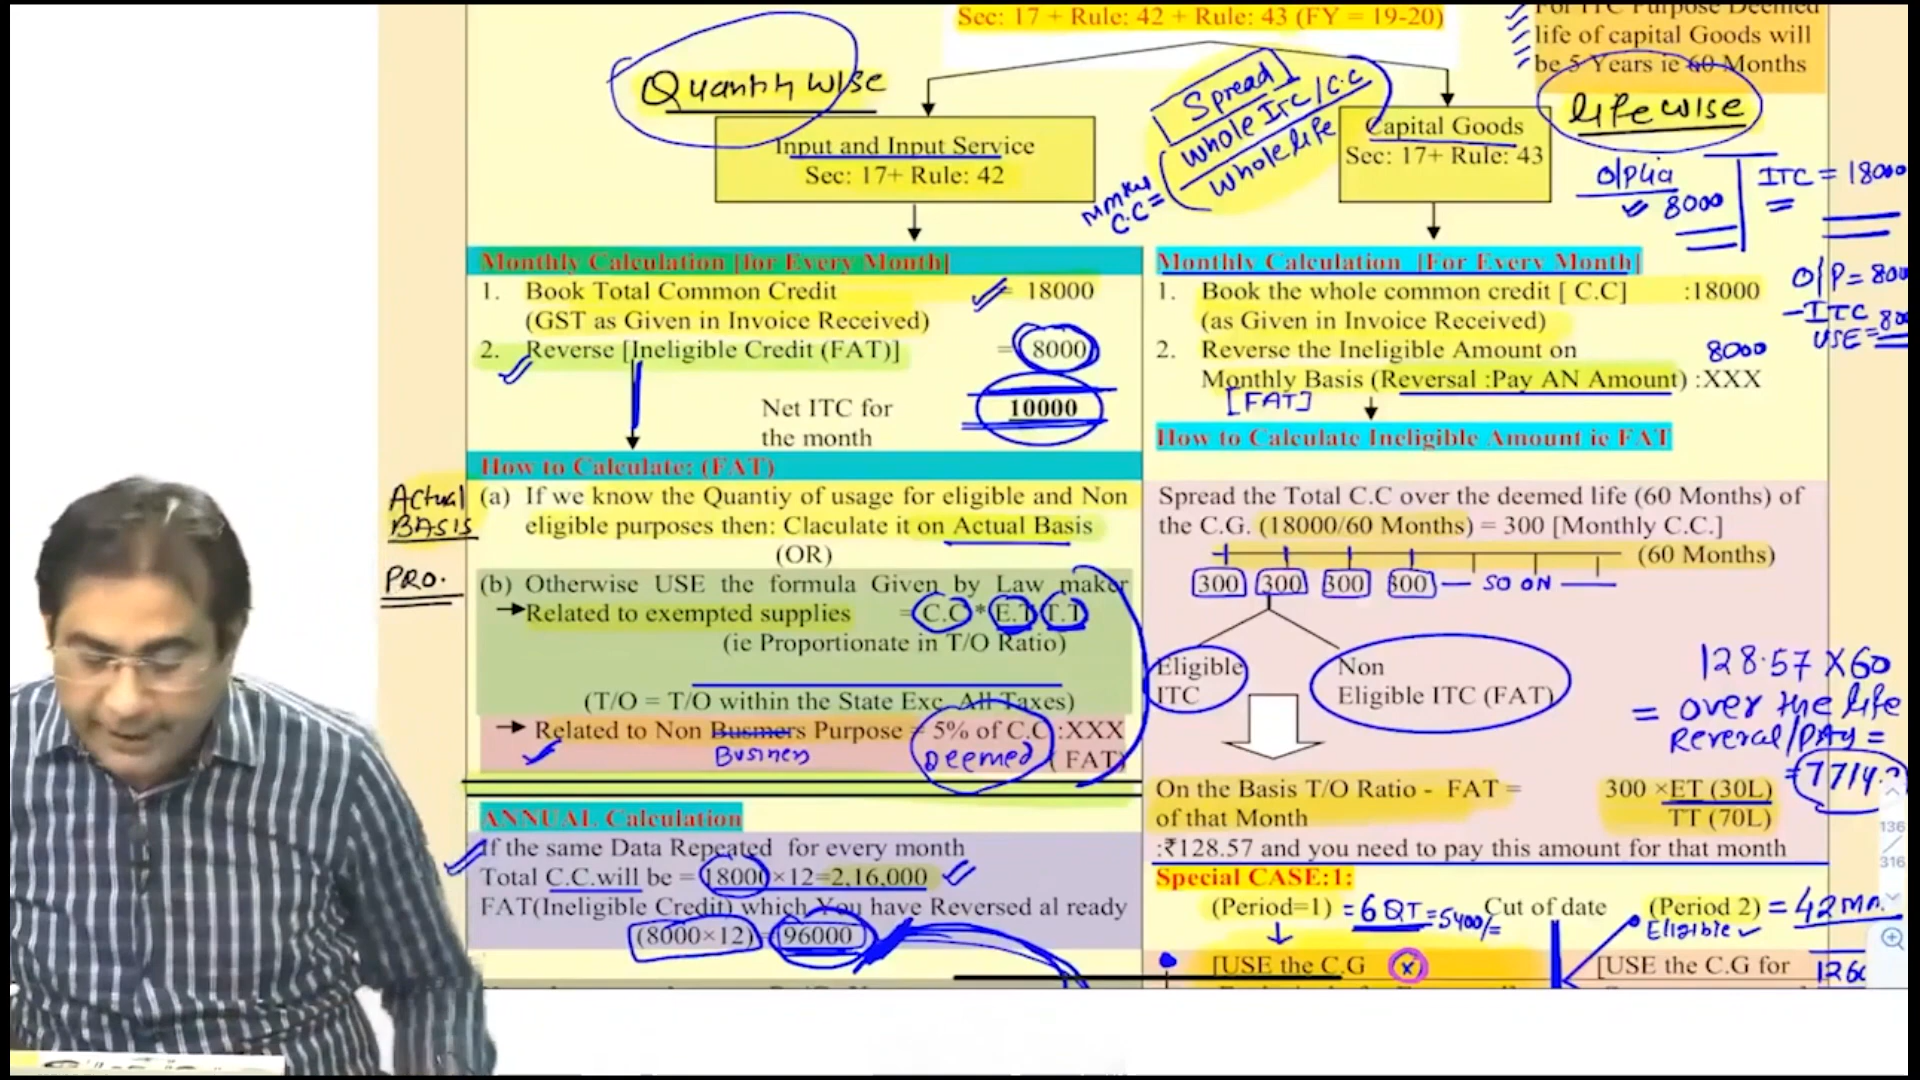 Sec: 17 + Rule: 42 + Rule: 43 (FY = 19-20)
For ITC Purpose Deemed
life of capital Goods will
be 5 Years ie 60 Months
Quantity wise
life wise
Spread
whole ITC/C.C
whole life
C.C =
Input and Input Service
Sec: 17+ Rule: 42
Capital Goods
Sec: 17+ Rule: 43
8000
ITC = 18000
Monthly Calculation [for Every Month]
1. Book Total Common Credit = 18000
(GST as Given in Invoice Received)
2. Reverse [Ineligible Credit (FAT)] = 8000
Net ITC for 10000
the month
How to Calculate: (FAT)
Actual
BASIS
(a) If we know the Quantiy of usage for eligible and Non
eligible purposes then: Claculate it on Actual Basis
(OR)
PRO.
(b) Otherwise USE the formula Given by Law maker
→Related to exempted supplies = C.C * E.T T.T
(ie Proportionate in T/O Ratio)
(T/O = T/O within the State Exc. All Taxes)
→ Related to Non Busmers Purpose = 5% of C.C :XXX
Business
Deemed
(FAT)
ANNUAL Calculation
If the same Data Repeated for every month
Total C.C.will be = 18000×12=2,16,000
FAT(Ineligible Credit) which You have Reversed al ready
(8000×12) = 96000
Monthly Calculation [For Every Month]
1. Book the whole common credit [ C.C] :18000
(as Given in Invoice Received)
O/P = 800
- ITC
USE = 800
2. Reverse the Ineligible Amount on 8000
Monthly Basis (Reversal :Pay AN Amount) :XXX
[FAT]
How to Calculate Ineligible Amount ie FAT
Spread the Total C.C over the deemed life (60 Months) of
the C.G. (18000/60 Months) = 300 [Monthly C.C.]
(60 Months)
300 300 300 300 — SO ON —
Eligible
ITC
Non
Eligible ITC (FAT)
128.57 X 60
= over the life
Reversal/PAY =
= 7714.
On the Basis T/O Ratio - FAT = 300 ×ET (30L)
of that Month TT (70L)
:₹128.57 and you need to pay this amount for that month
Special CASE:1:
(Period=1) = 6 QT = 5400/= Cut of date (Period 2) = 42
Eligible
[USE the C.G (x) [USE the C.G for 1260
136
/
316